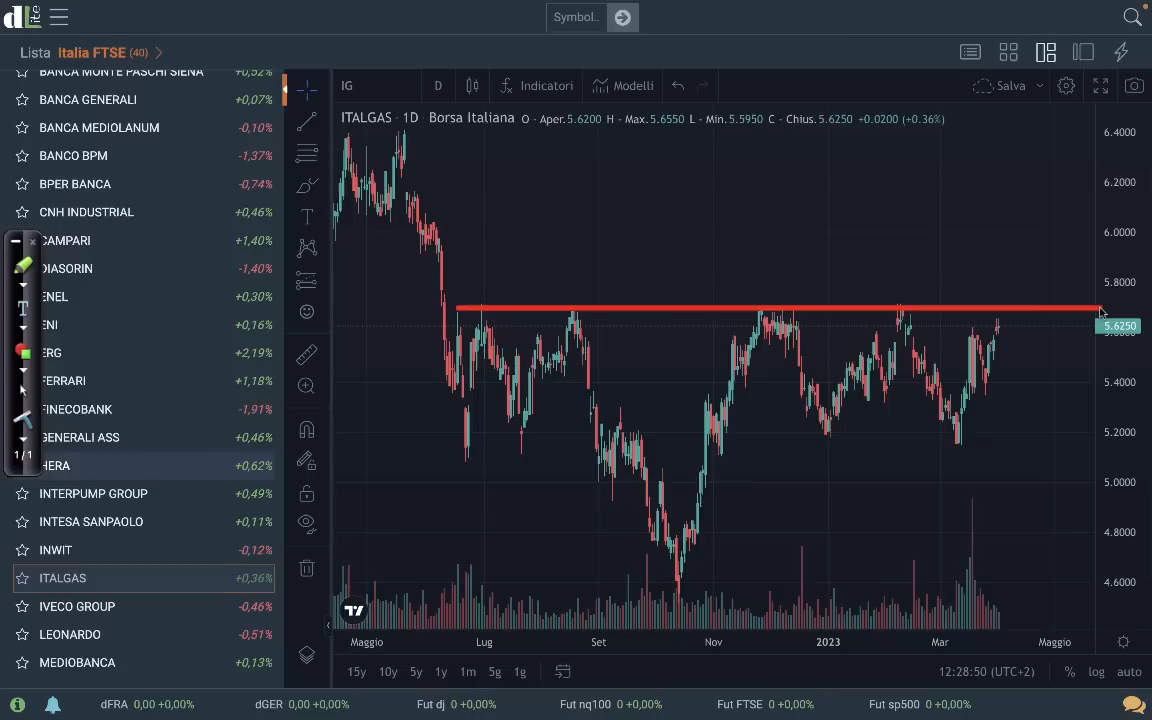 dLite
Symbol..
Lista Italia FTSE (40)
BANCA MONTE PASCHI SIENA +0,52%
BANCA GENERALI +0,07%
BANCA MEDIOLANUM -0,10%
BANCO BPM -1,37%
BPER BANCA -0,74%
CNH INDUSTRIAL +0,46%
CAMPARI +1,40%
DIASORIN -1,40%
ENEL +0,30%
ENI +0,16%
ERG +2,19%
FERRARI +1,18%
FINECOBANK -1,91%
GENERALI ASS +0,46%
HERA +0,62%
INTERPUMP GROUP +0,49%
INTESA SANPAOLO +0,11%
INWIT -0,12%
ITALGAS +0,36%
IVECO GROUP -0,46%
LEONARDO -0,51%
MEDIOBANCA +0,13%
T
1/1
IG D Indicatori Modelli Salva
ITALGAS · 1D · Borsa Italiana O - Aper.5.6200 H - Max.5.6550 L - Min.5.5950 C - Chius.5.6250 +0.0200 (+0.36%)
6.4000
6.2000
6.0000
5.8000
5.6250
5.4000
5.2000
5.0000
4.8000
4.6000
Maggio Lug Set Nov 2023 Mar Maggio
15y 10y 5y 1y 1m 5g 1g 12:28:50 (UTC+2) % log auto
dFRA 0,00 +0,00% dGER 0,00 +0,00% Fut dj 0 +0,00% Fut nq100 0 +0,00% Fut FTSE 0 +0,00% Fut sp500 0 +0,00%